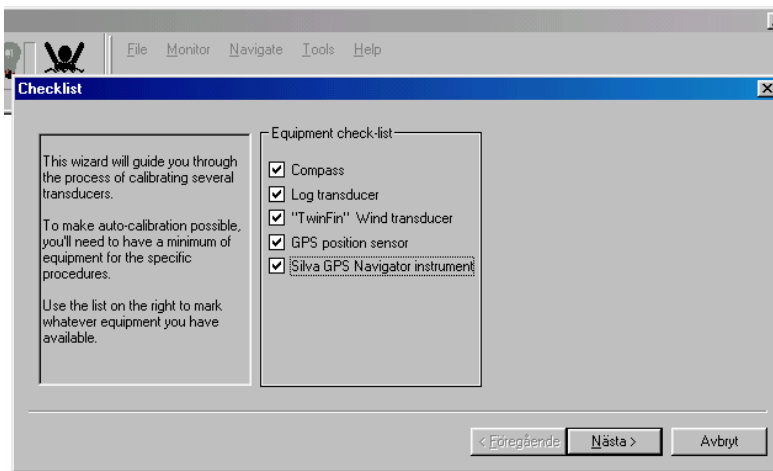 File Monitor Navigate Tools Help
Checklist
This wizard will guide you through
the process of calibrating several
transducers.
To make auto-calibration possible,
you'll need to have a minimum of
equipment for the specific
procedures.
Use the list on the right to mark
whatever equipment you have
available.
Equipment check-list
Compass
Log transducer
"TwinFin" Wind transducer
GPS position sensor
Silva GPS Navigator instrument
< Föregående Nästa > Avbryt